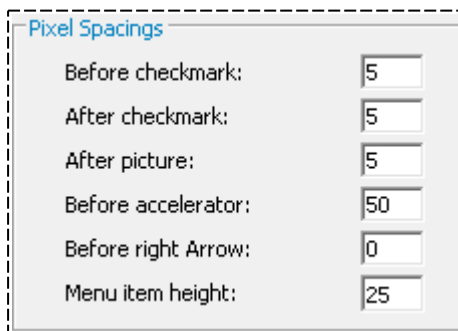 Pixel Spacings
Before checkmark: 5
After checkmark: 5
After picture: 5
Before accelerator: 50
Before right Arrow: 0
Menu item height: 25